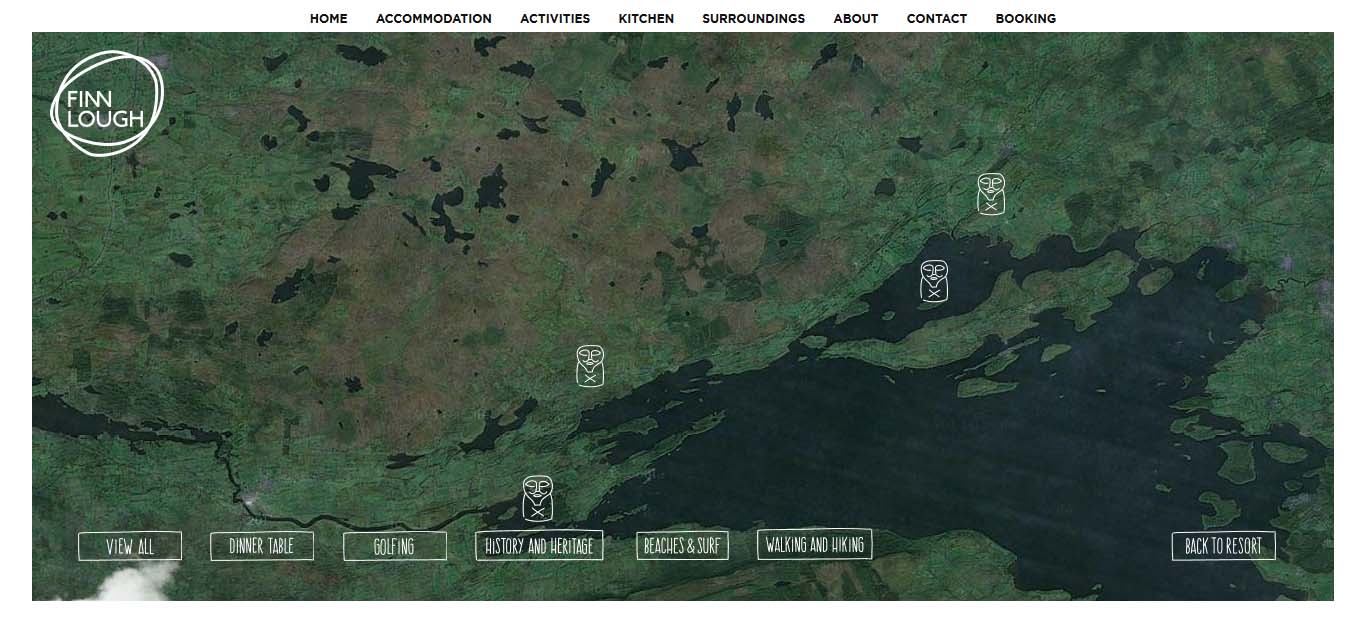 HOME ACCOMMODATION ACTIVITIES KITCHEN SURROUNDINGS ABOUT CONTACT BOOKING
FINN
LOUGH
VIEW ALL DINNER TABLE GOLFING HISTORY AND HERITAGE BEACHES & SURF WALKING AND HIKING BACK TO RESORT